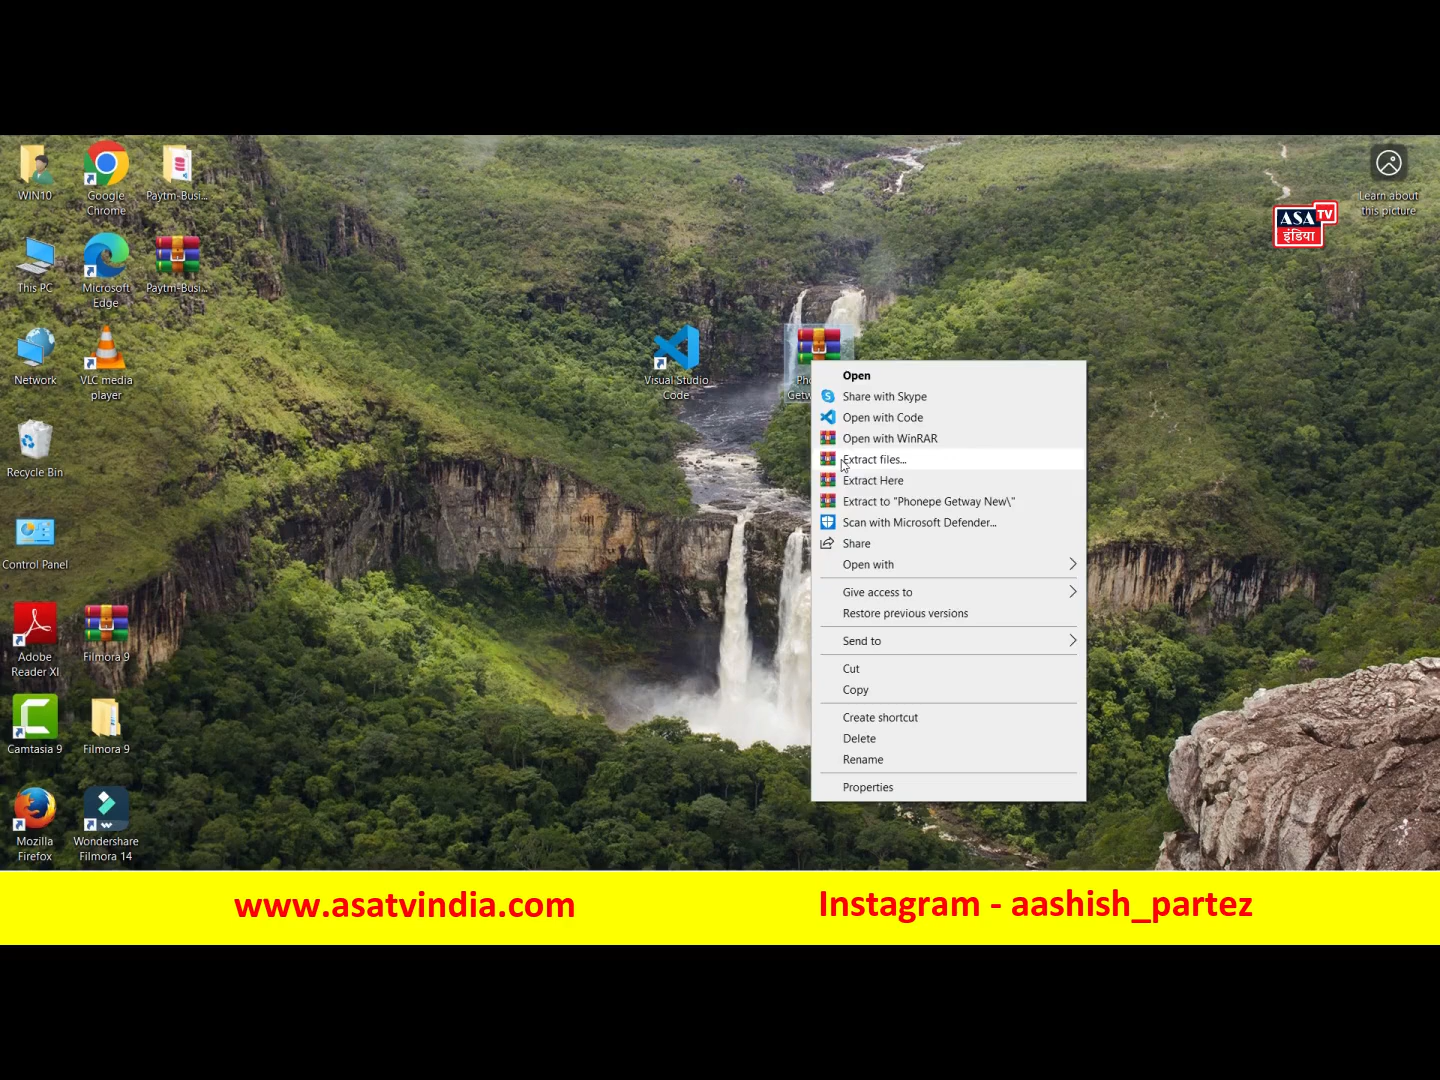 WIN10
Google
Chrome
Paytm-Busi...
Learn about
this picture
ASA TV
इंडिया
This PC
Microsoft
Edge
Paytm-Busi...
Network
VLC media
player
Visual Studio
Code
Open
Share with Skype
Open with Code
Open with WinRAR
Extract files...
Extract Here
Extract to "Phonepe Getway New\"
Scan with Microsoft Defender...
Share
Open with
Give access to
Restore previous versions
Send to
Cut
Copy
Create shortcut
Delete
Rename
Properties
Recycle Bin
Control Panel
Adobe
Reader XI
Filmora 9
Camtasia 9
Filmora 9
Mozilla
Firefox
Wondershare
Filmora 14
www.asatvindia.com
Instagram - aashish_partez